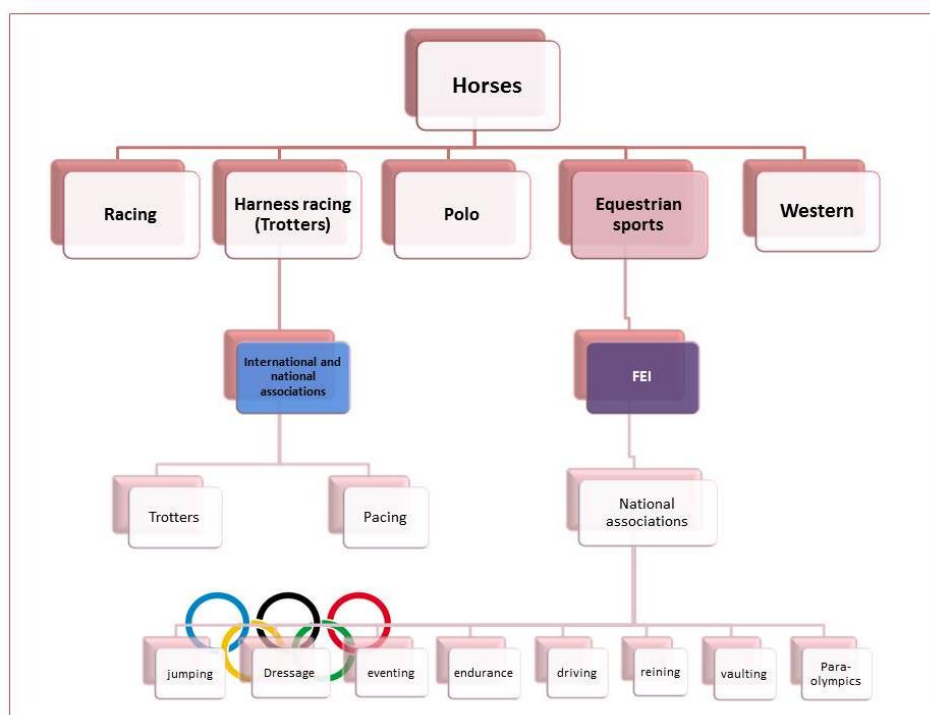 Horses
Racing
Harness racing
(Trotters)
Polo
Equestrian
sports
Western
International and
national
associations
FEI
Trotters
Pacing
National
associations
jumping
Dressage
eventing
endurance
driving
reining
vaulting
Para-
olympics